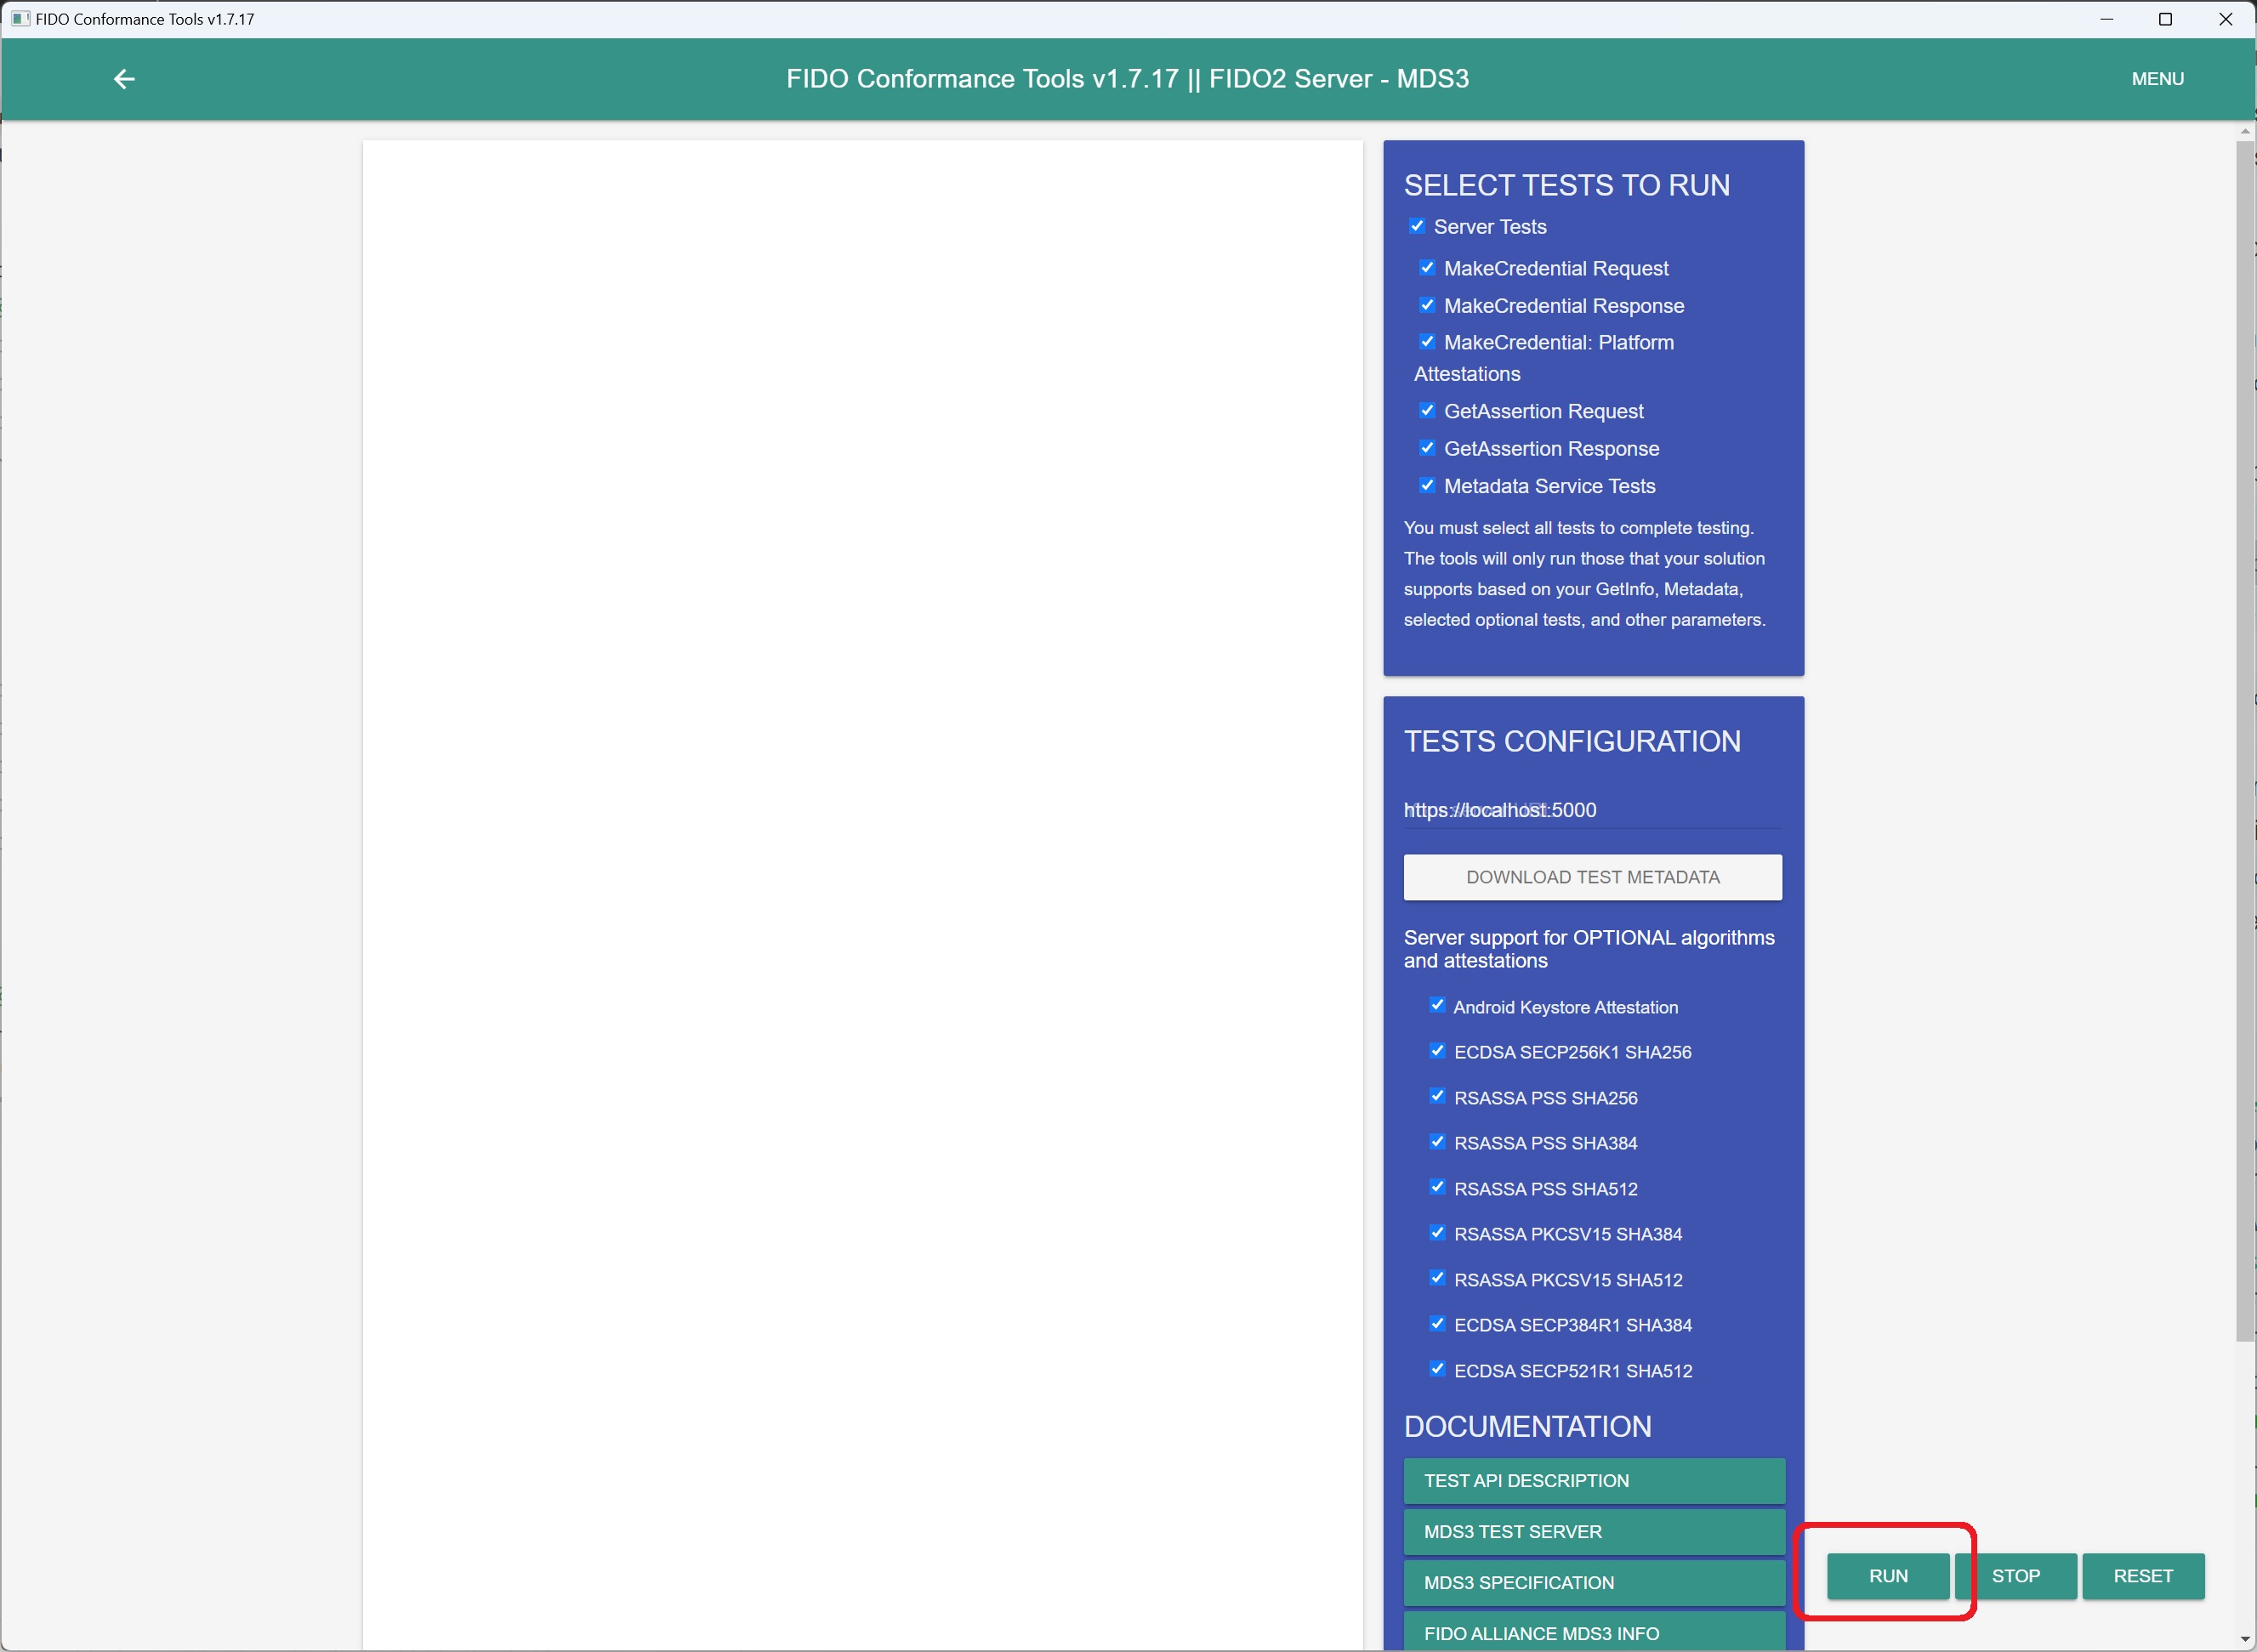 FIDO Conformance Tools v1.7.17
FIDO Conformance Tools v1.7.17 || FIDO2 Server - MDS3
MENU
SELECT TESTS TO RUN
Server Tests
MakeCredential Request
MakeCredential Response
MakeCredential: Platform
Attestations
GetAssertion Request
GetAssertion Response
Metadata Service Tests
You must select all tests to complete testing.
The tools will only run those that your solution
supports based on your GetInfo, Metadata,
selected optional tests, and other parameters.
TESTS CONFIGURATION
https://localhost:5000
DOWNLOAD TEST METADATA
Server support for OPTIONAL algorithms
and attestations
Android Keystore Attestation
ECDSA SECP256K1 SHA256
RSASSA PSS SHA256
RSASSA PSS SHA384
RSASSA PSS SHA512
RSASSA PKCSV15 SHA384
RSASSA PKCSV15 SHA512
ECDSA SECP384R1 SHA384
ECDSA SECP521R1 SHA512
DOCUMENTATION
TEST API DESCRIPTION
MDS3 TEST SERVER
MDS3 SPECIFICATION
FIDO ALLIANCE MDS3 INFO
RUN
STOP
RESET